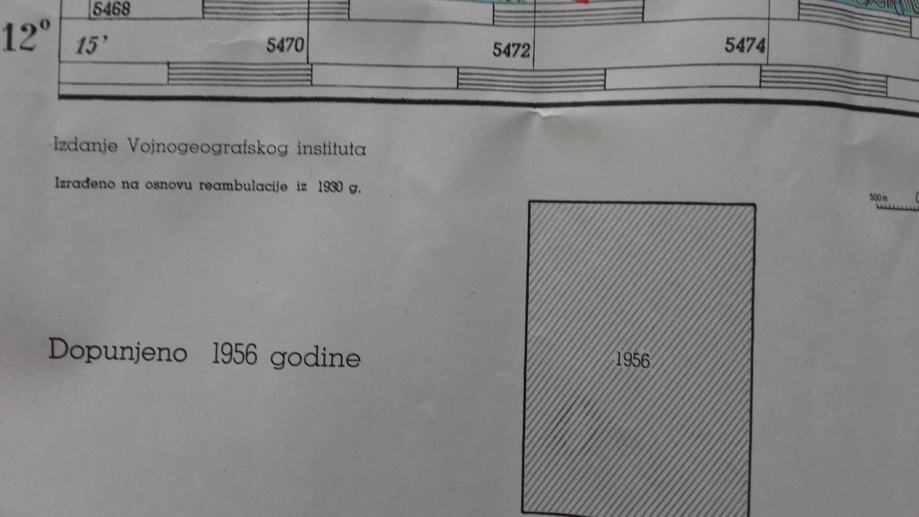 5468
12° 15' 5470 5472 5474
Izdanje Vojnogeografskog instituta
Izrađeno na osnovu reambulacije iz 1930 g.
500 m
Dopunjeno 1956 godine
1956